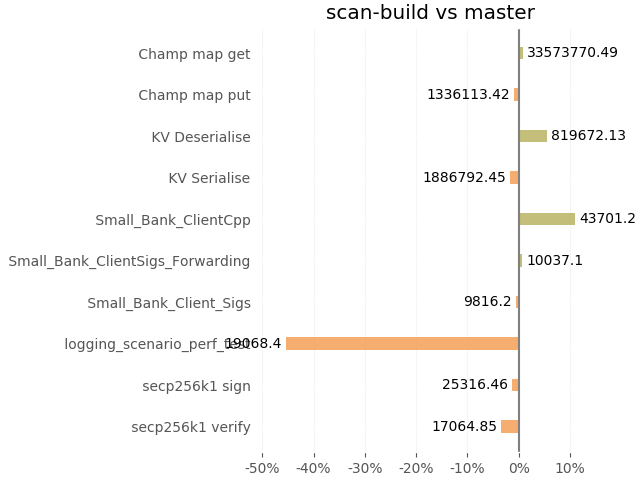 scan-build vs master
Champ map get 33573770.49
Champ map put 1336113.42
KV Deserialise 819672.13
KV Serialise 1886792.45
Small_Bank_ClientCpp 43701.2
Small_Bank_ClientSigs_Forwarding 10037.1
Small_Bank_Client_Sigs 9816.2
logging_scenario_perf_test 19068.4
secp256k1 sign 25316.46
secp256k1 verify 17064.85
-50% -40% -30% -20% -10% 0% 10%